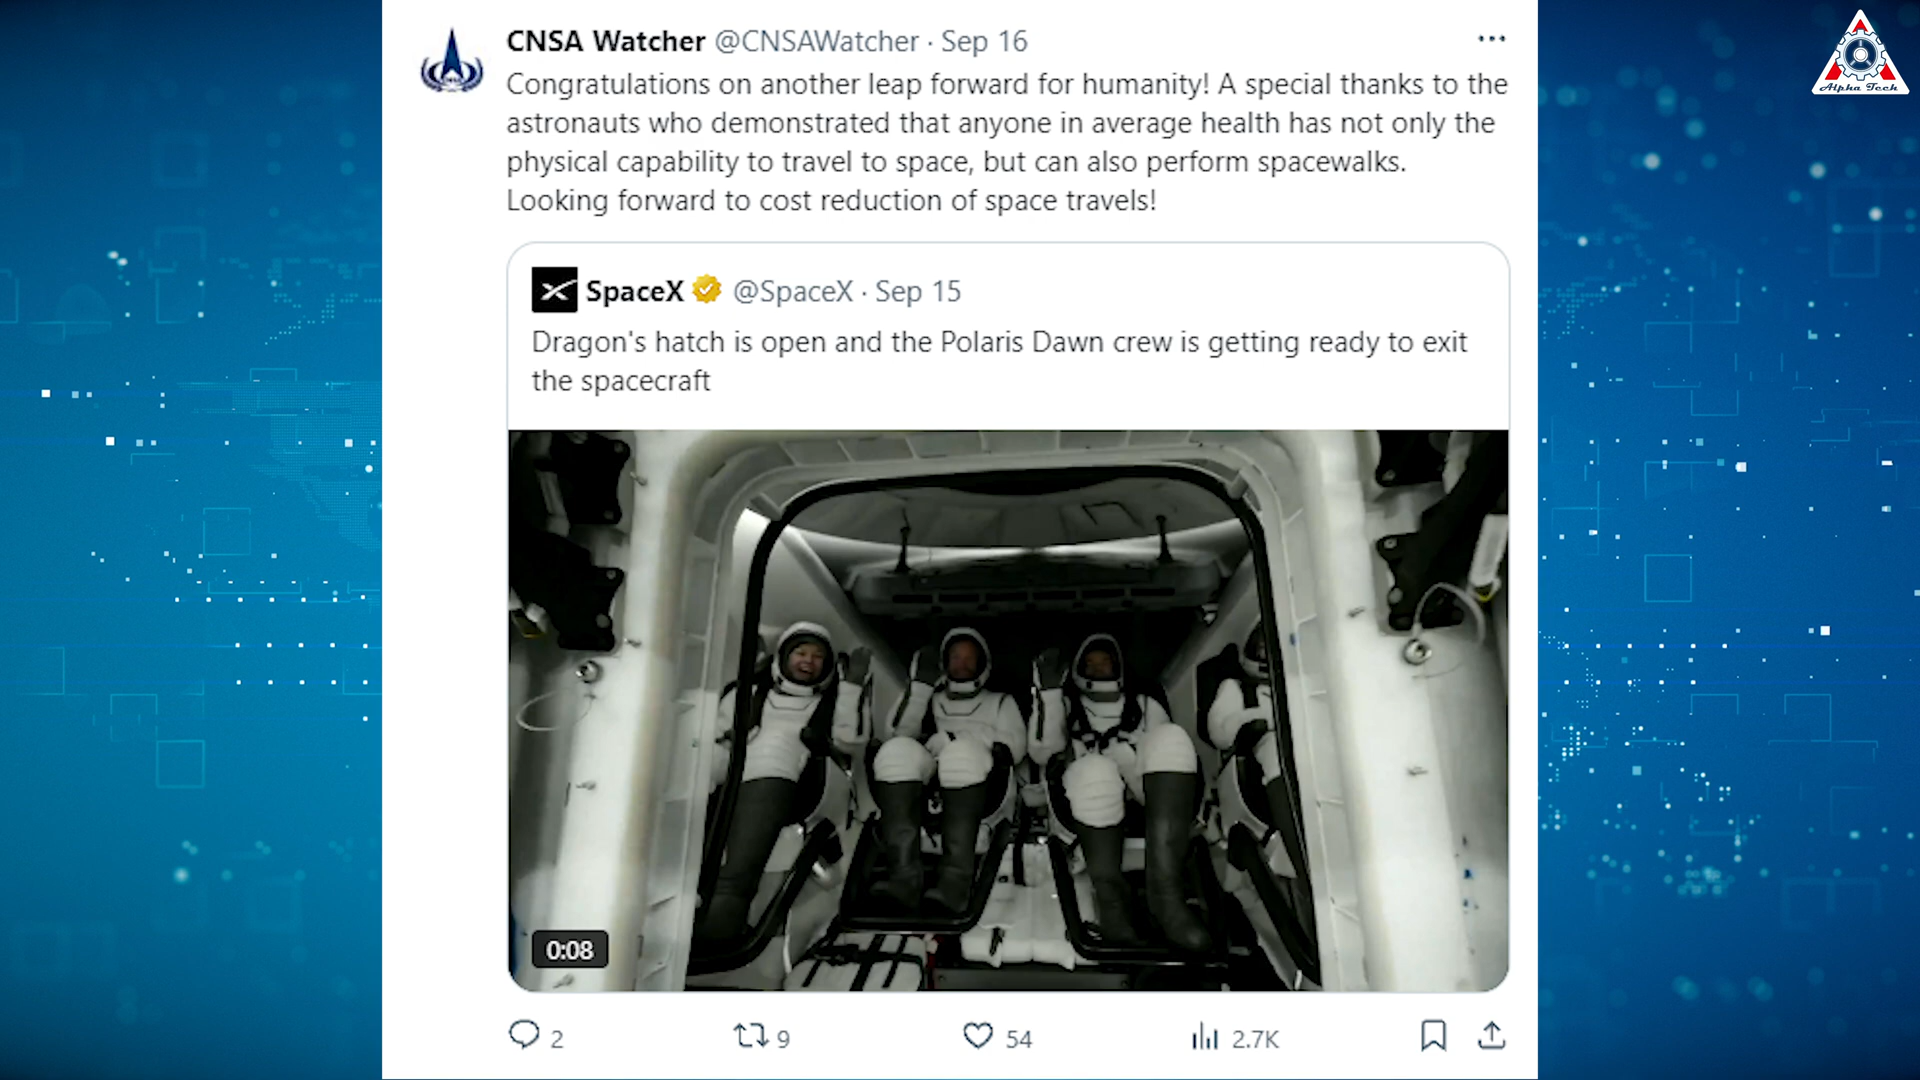 CNSA Watcher @CNSAWatcher · Sep 16
Congratulations on another leap forward for humanity! A special thanks to the
astronauts who demonstrated that anyone in average health has not only the
physical capability to travel to space, but can also perform spacewalks.
Looking forward to cost reduction of space travels!
SpaceX @SpaceX · Sep 15
Dragon's hatch is open and the Polaris Dawn crew is getting ready to exit
the spacecraft
0:08
2 9 54 2.7K
Alpha Tech